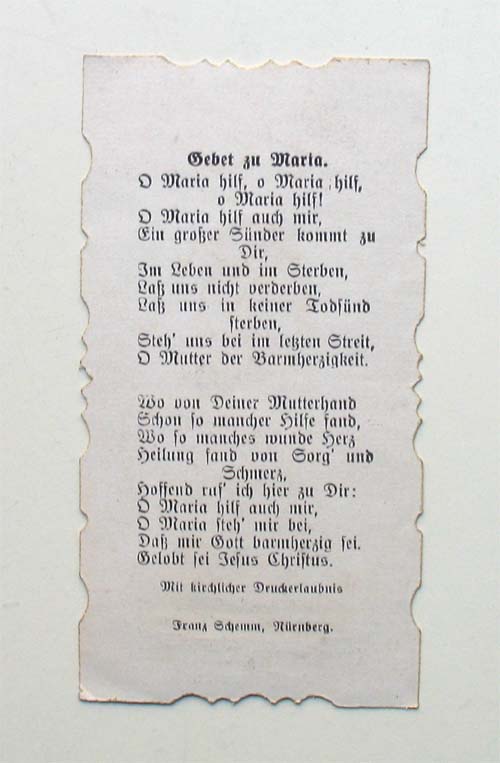 Gebet zu Maria.
O Maria hilf, o Maria hilf,
o Maria hilf!
O Maria hilf auch mir,
Ein großer Sünder kommt zu
Dir,
Im Leben und im Sterben,
Laß uns nicht verderben,
Laß uns in keiner Todsünd
sterben,
Steh' uns bei im letzten Streit,
O Mutter der Barmherzigkeit.
Wo von Deiner Mutterhand
Schon so mancher Hilfe fand,
Wo so manches wunde Herz
Heilung fand von Sorg' und
Schmerz,
Hoffend ruf' ich hier zu Dir:
O Maria hilf auch mir,
O Maria steh' mir bei,
Daß mir Gott barmherzig sei.
Gelobt sei Jesus Christus.
Mit kirchlicher Druckerlaubnis
Franz Schemm, Nürnberg.